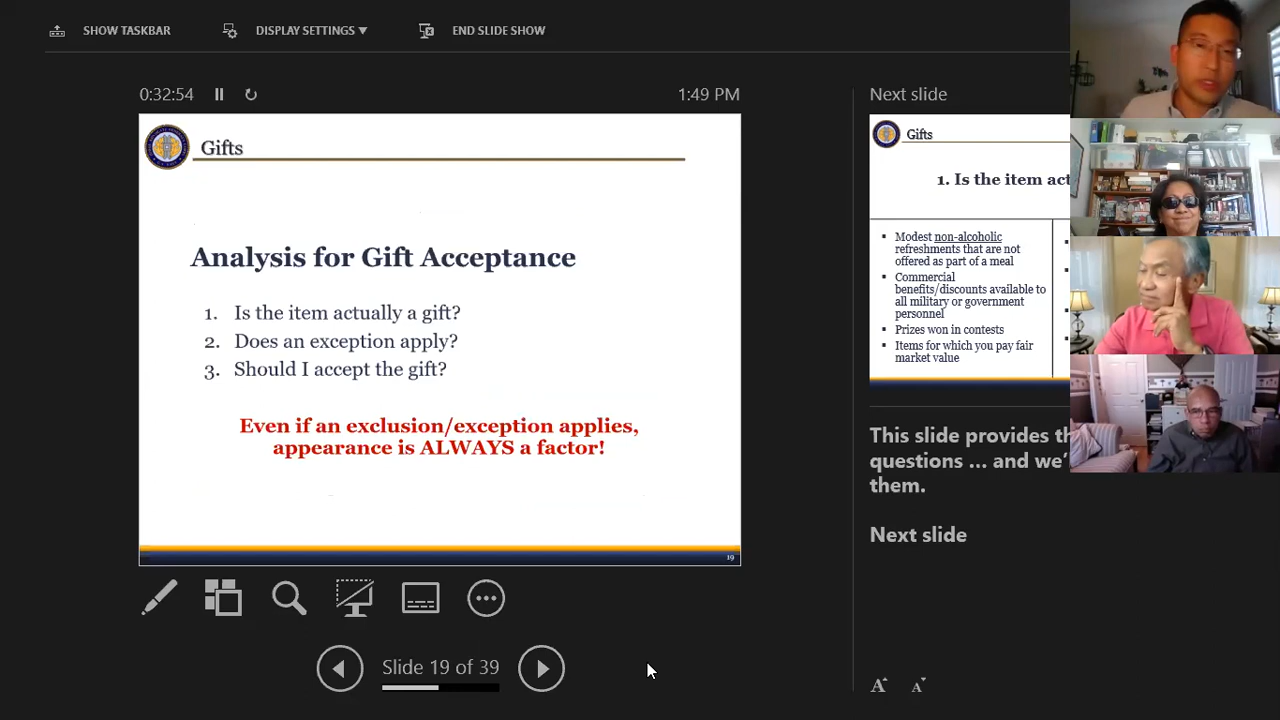 SHOW TASKBAR
DISPLAY SETTINGS ▼
END SLIDE SHOW
0:32:54
1:49 PM
Gifts
Analysis for Gift Acceptance
1. Is the item actually a gift?
2. Does an exception apply?
3. Should I accept the gift?
Even if an exclusion/exception applies,
appearance is ALWAYS a factor!
19
Slide 19 of 39
Next slide
Gifts
1. Is the item act
▪ Modest non-alcoholic
refreshments that are not
offered as part of a meal
▪ Commercial
benefits/discounts available to
all military or government
personnel
▪ Prizes won in contests
▪ Items for which you pay fair
market value
This slide provides th
questions ... and we'
them.
Next slide
A A